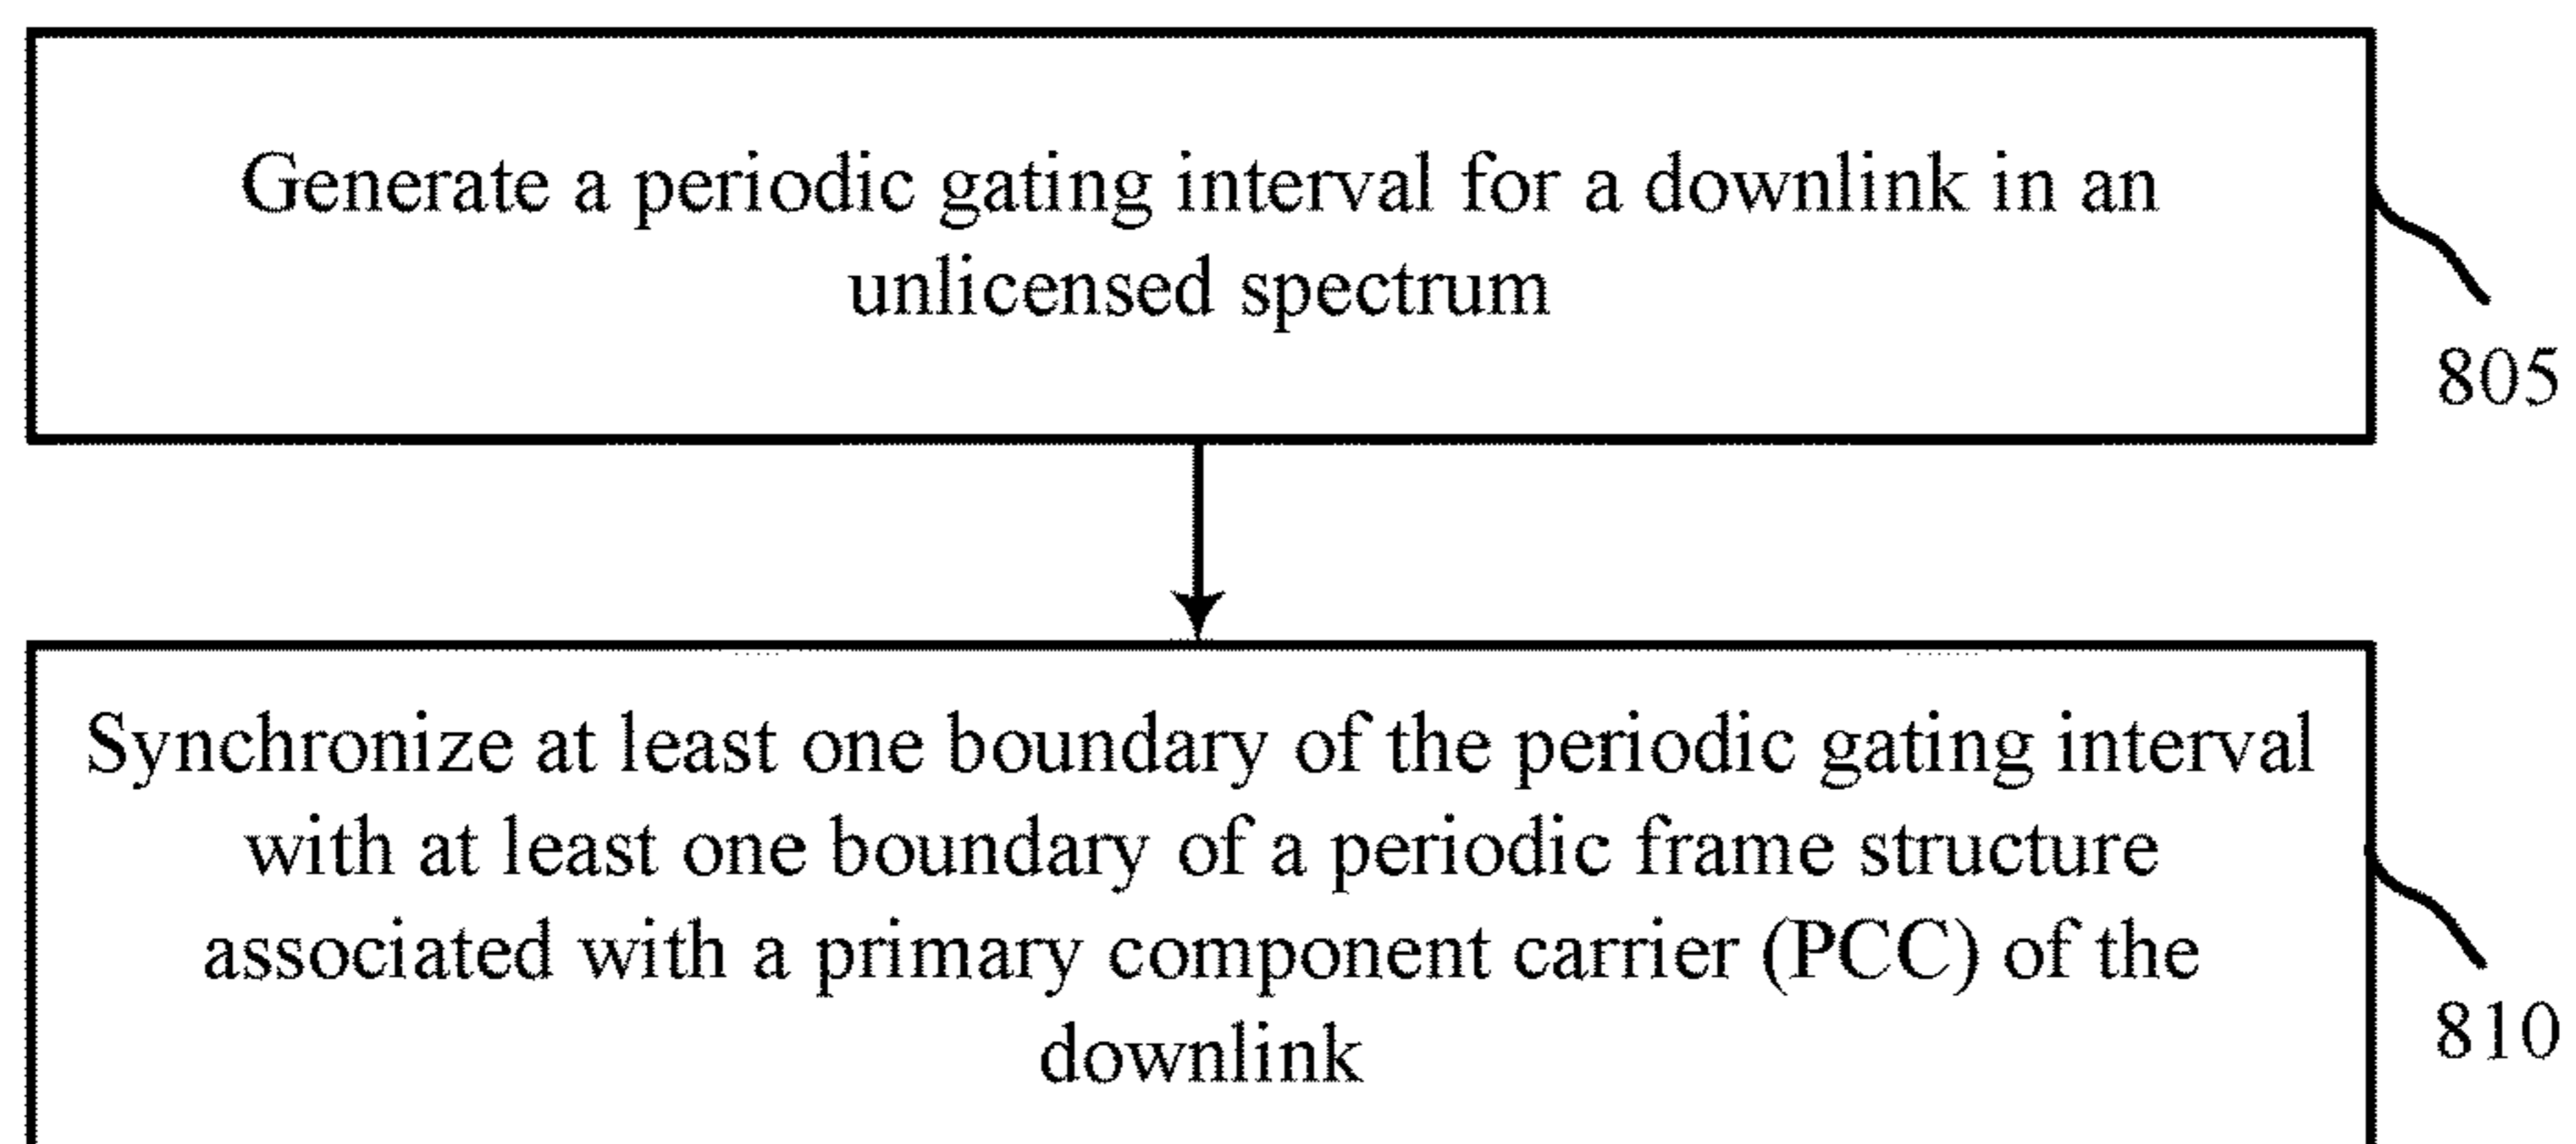 Generate a periodic gating interval for a downlink in an
unlicensed spectrum
805
Synchronize at least one boundary of the periodic gating interval
with at least one boundary of a periodic frame structure
associated with a primary component carrier (PCC) of the
downlink
810